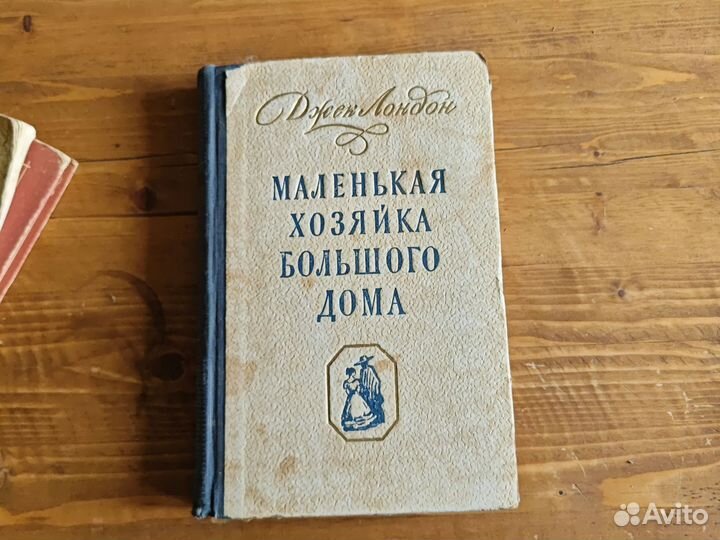 Джек Лондон
МАЛЕНЬКАЯ
ХОЗЯЙКА
БОЛЬШОГО
ДОМА
Avito